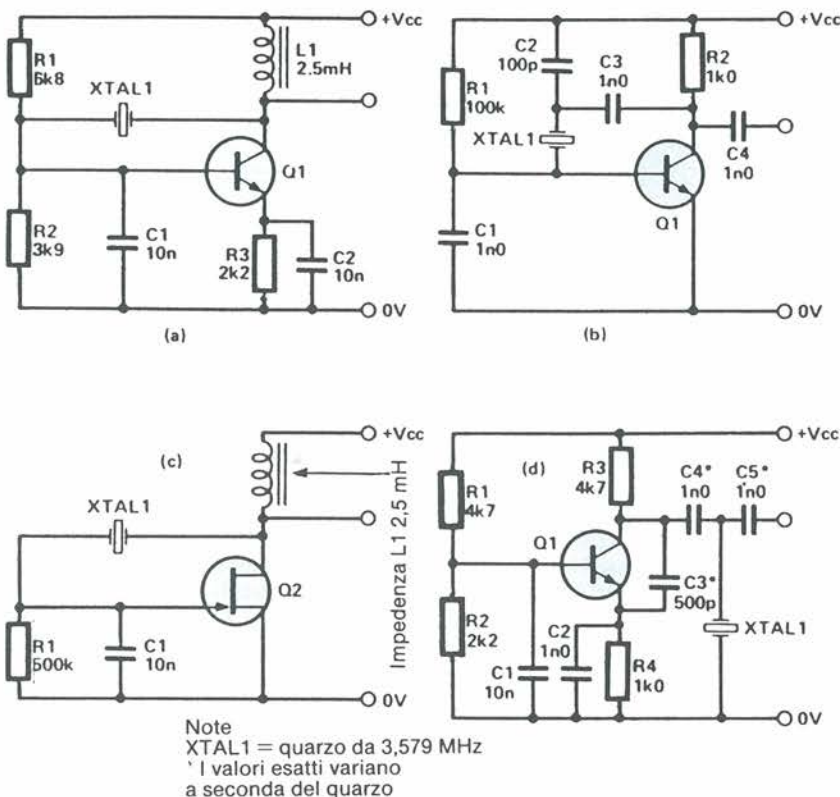 +Vcc
R1
6k8
XTAL1
L1
2.5mH
Q1
R2
3k9
C1
10n
R3
2k2
C2
10n
0V
(a)
+Vcc
R1
100k
C2
100p
C3
1n0
R2
1k0
XTAL1
C4
1n0
Q1
C1
1n0
0V
(b)
+Vcc
(c)
XTAL1
Impedenza L1 2,5 mH
Q2
R1
500k
C1
10n
0V
+Vcc
(d)
R1
4k7
R3
4k7
C4*
1n0
C5*
1n0
Q1
C3*
500p
R2
2k2
C2
1n0
XTAL1
C1
10n
R4
1k0
0V
Note
XTAL1 = quarzo da 3,579 MHz
* I valori esatti variano
a seconda del quarzo